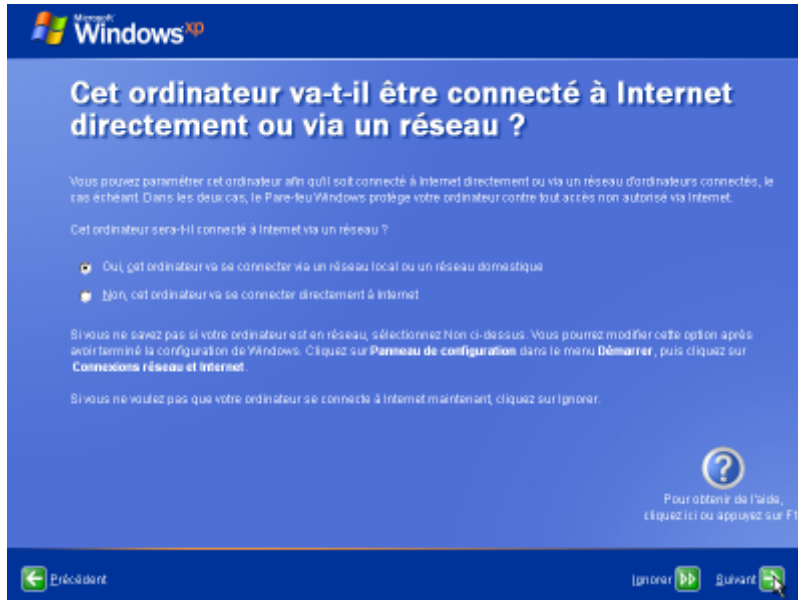 Microsoft
Windows xp
Cet ordinateur va-t-il être connecté à Internet
directement ou via un réseau ?
Vous pouvez paramétrer cet ordinateur afin qu'il soit connecté à Internet directement ou via un réseau d'ordinateurs connectés, le
cas échéant. Dans les deux cas, le Pare-feu Windows protège votre ordinateur contre tout accès non autorisé via Internet.
Cet ordinateur sera-t-il connecté à Internet via un réseau ?
Oui, cet ordinateur va se connecter via un réseau local ou un réseau domestique
Non, cet ordinateur va se connecter directement à Internet
Si vous ne savez pas si votre ordinateur est en réseau, sélectionnez Non ci-dessus. Vous pourrez modifier cette option après
avoir terminé la configuration de Windows. Cliquez sur Panneau de configuration dans le menu Démarrer, puis cliquez sur
Connexions réseau et Internet.
Si vous ne voulez pas que votre ordinateur se connecte à Internet maintenant, cliquez sur Ignorer.
?
Pour obtenir de l'aide,
cliquez ici ou appuyez sur F1
Précédent
Ignorer
Suivant